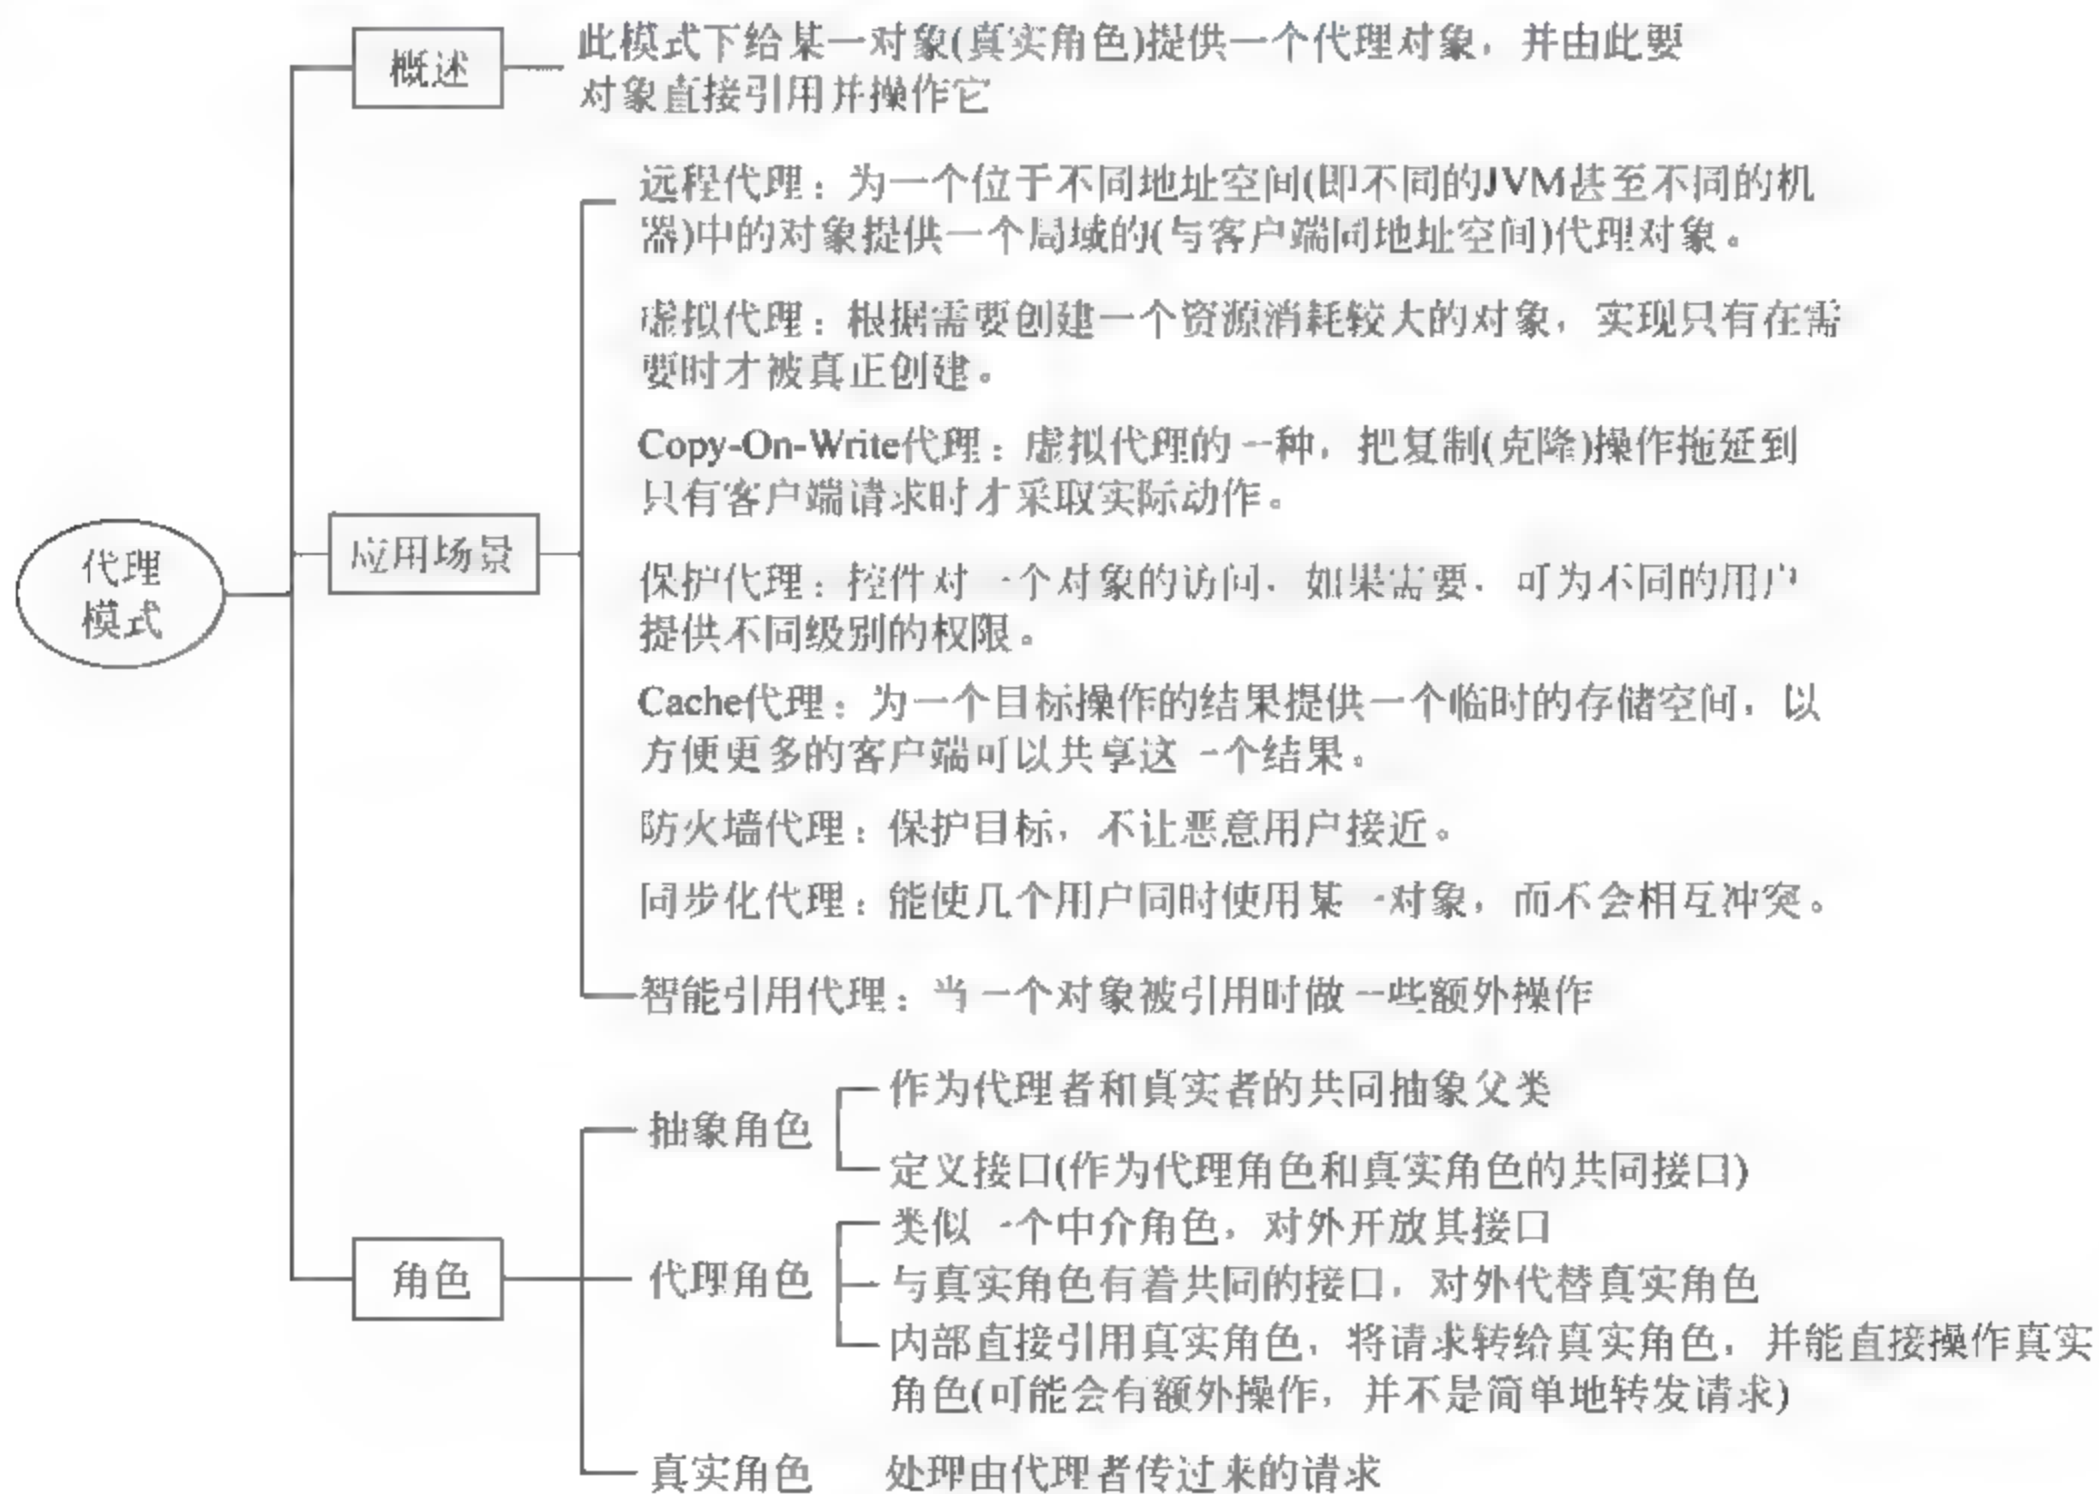 概述
此模式下给某一对象(真实角色)提供一个代理对象，并由此要
对象直接引用并操作它
远程代理：为一个位于不同地址空间(即不同的JVM甚至不同的机
器)中的对象提供一个局域的(与客户端同地址空间)代理对象。
虚拟代理：根据需要创建一个资源消耗较大的对象，实现只有在需
要时才被真正创建。
Copy-On-Write代理：虚拟代理的一种，把复制(克隆)操作拖延到
只有客户端请求时才采取实际动作。
代理
模式
应用场景
保护代理：控件对一个对象的访问，如果需要，可为不同的用户
提供不同级别的权限。
Cache代理：为一个目标操作的结果提供一个临时的存储空间，以
方便更多的客户端可以共享这一个结果。
防火墙代理：保护目标，不让恶意用户接近。
同步化代理：能使几个用户同时使用某一对象，而不会相互冲突。
智能引用代理：当一个对象被引用时做一些额外操作
角色
抽象角色
作为代理者和真实者的共同抽象父类
定义接口(作为代理角色和真实角色的共同接口)
代理角色
类似一个中介角色，对外开放其接口
与真实角色有着共同的接口，对外代替真实角色
内部直接引用真实角色，将请求转给真实角色，并能直接操作真实
角色(可能会有额外操作，并不是简单地转发请求)
真实角色
处理由代理者传过来的请求